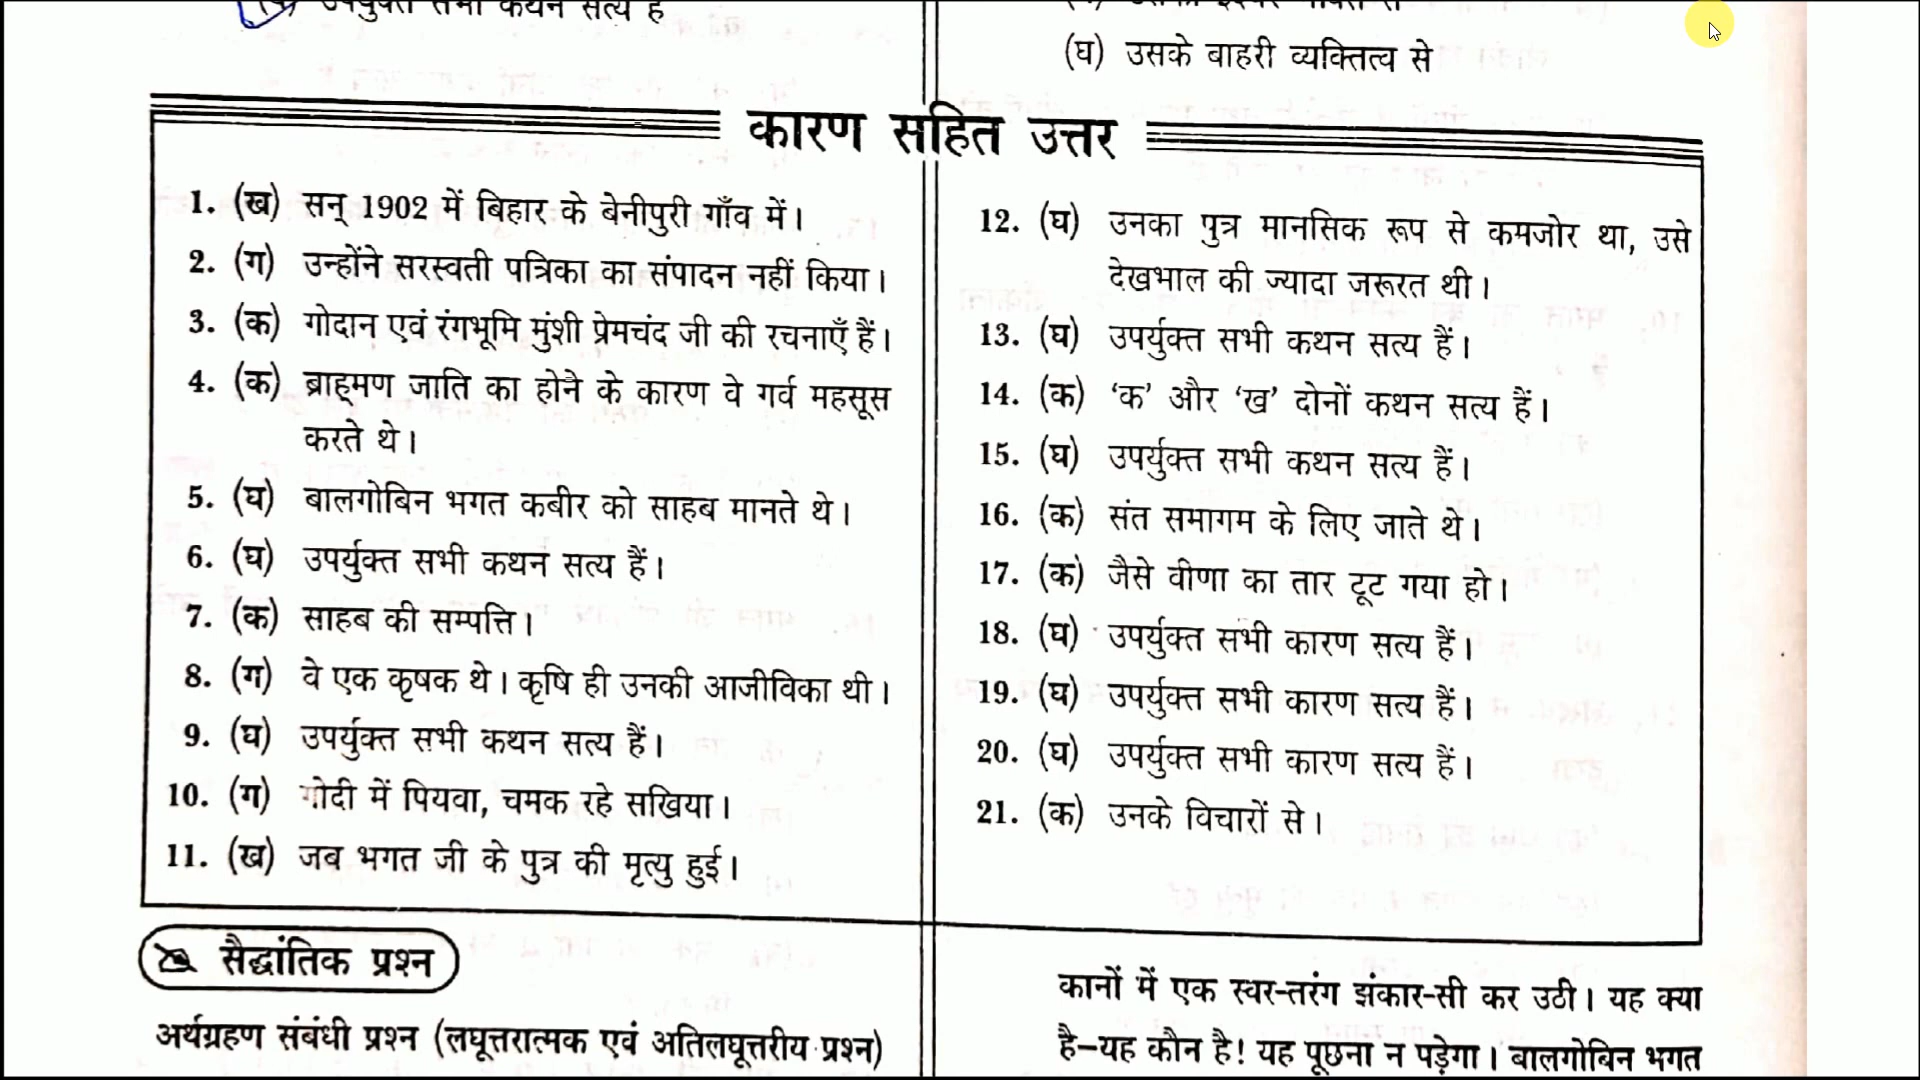 उपर्युक्त सभी कथन सत्य हैं
(घ) उसके बाहरी व्यक्तित्व से
कारण सहित उत्तर
1. (ख) सन् 1902 में बिहार के बेनीपुरी गाँव में।
2. (ग) उन्होंने सरस्वती पत्रिका का संपादन नहीं किया।
3. (क) गोदान एवं रंगभूमि मुंशी प्रेमचंद जी की रचनाएँ हैं।
4. (क) ब्राह्मण जाति का होने के कारण वे गर्व महसूस
करते थे।
5. (घ) बालगोबिन भगत कबीर को साहब मानते थे।
6. (घ) उपर्युक्त सभी कथन सत्य हैं।
7. (क) साहब की सम्पत्ति।
8. (ग) वे एक कृषक थे। कृषि ही उनकी आजीविका थी।
9. (घ) उपर्युक्त सभी कथन सत्य हैं।
10. (ग) गोदी में पियवा, चमक रहे सखिया।
11. (ख) जब भगत जी के पुत्र की मृत्यु हुई।
12. (घ) उनका पुत्र मानसिक रूप से कमजोर था, उसे
देखभाल की ज्यादा जरूरत थी।
13. (घ) उपर्युक्त सभी कथन सत्य हैं।
14. (क) ‘क’ और ‘ख’ दोनों कथन सत्य हैं।
15. (घ) उपर्युक्त सभी कथन सत्य हैं।
16. (क) संत समागम के लिए जाते थे।
17. (क) जैसे वीणा का तार टूट गया हो।
18. (घ) उपर्युक्त सभी कारण सत्य हैं।
19. (घ) उपर्युक्त सभी कारण सत्य हैं।
20. (घ) उपर्युक्त सभी कारण सत्य हैं।
21. (क) उनके विचारों से।
सैद्धांतिक प्रश्न
अर्थग्रहण संबंधी प्रश्न (लघूत्तरात्मक एवं अतिलघूत्तरीय प्रश्न)
कानों में एक स्वर-तरंग झंकार-सी कर उठी। यह क्या
है–यह कौन है! यह पूछना न पड़ेगा। बालगोबिन भगत